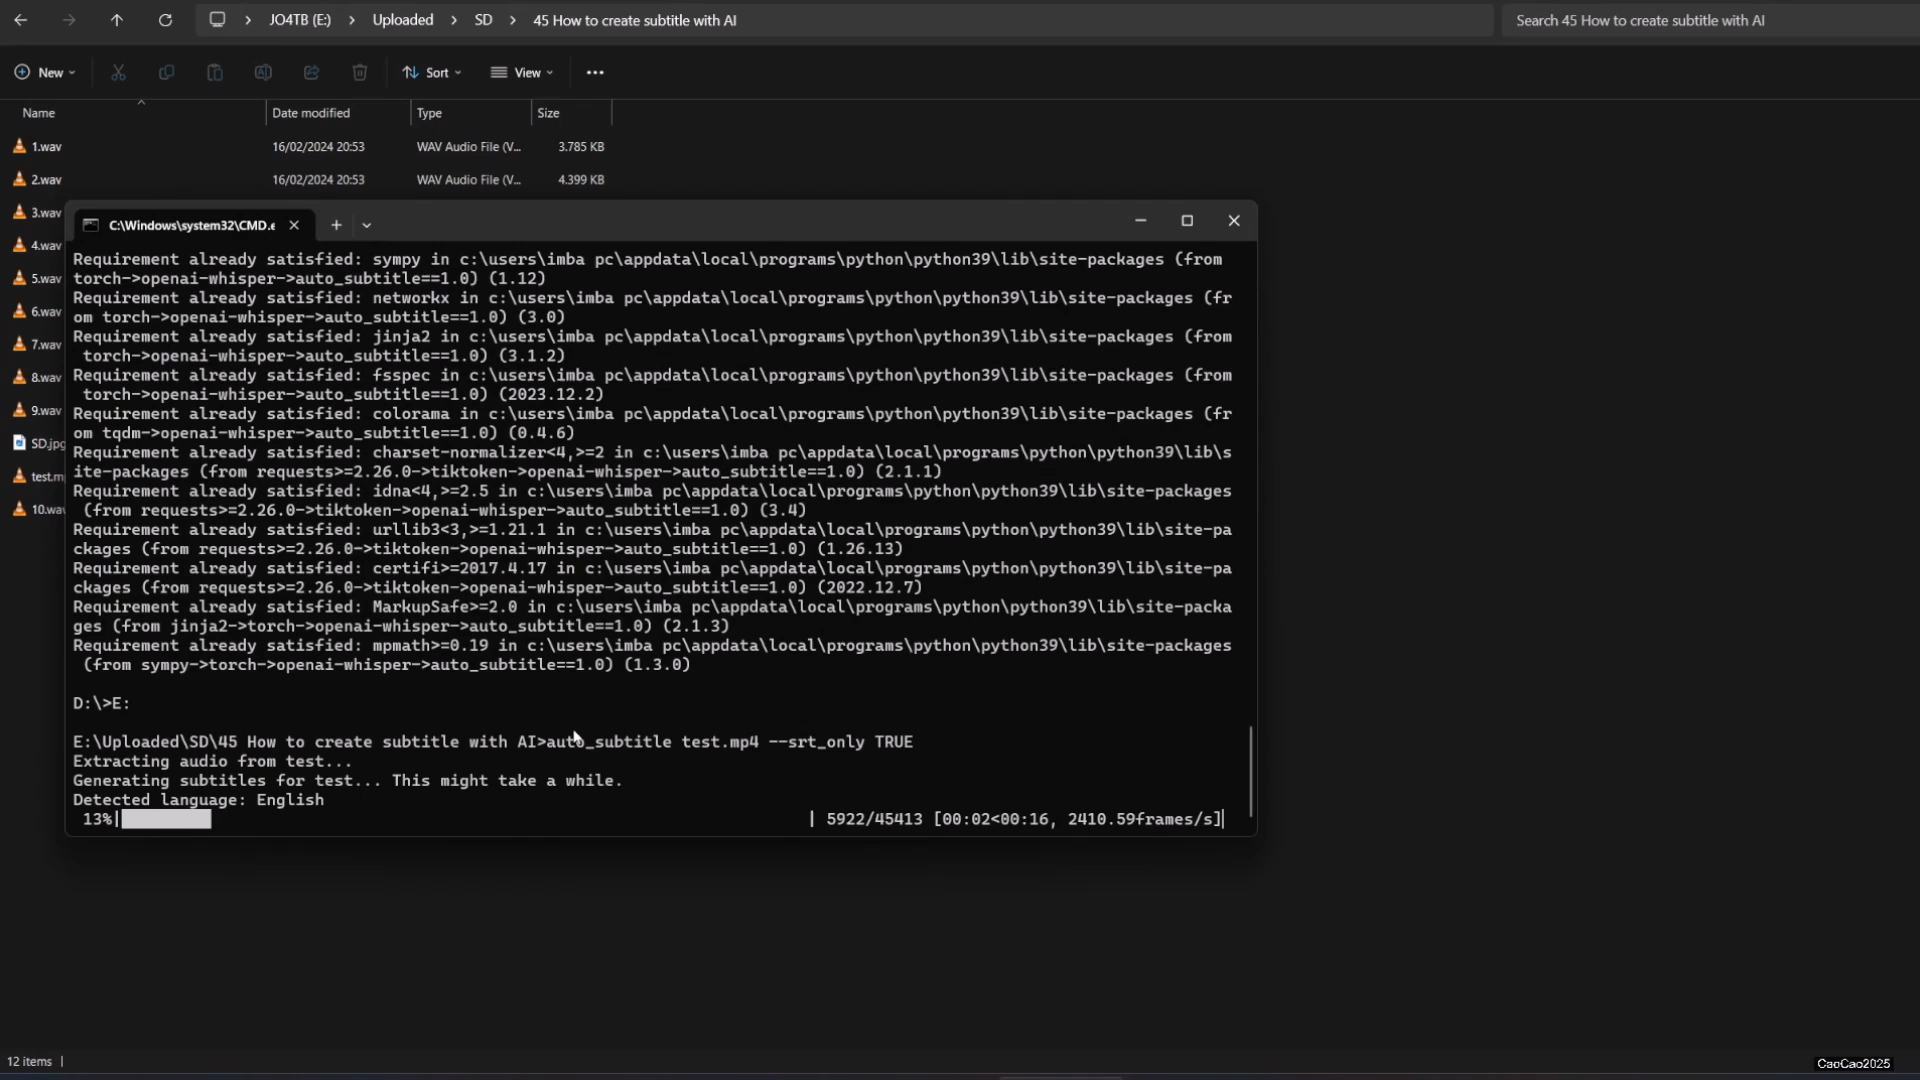 JO4TB (E:) > Uploaded > SD > 45 How to create subtitle with AI
Search 45 How to create subtitle with AI
New Sort View
Name Date modified Type Size
1.wav 16/02/2024 20:53 WAV Audio File (V... 3.785 KB
2.wav 16/02/2024 20:53 WAV Audio File (V... 4.399 KB
3.wav
4.wav
5.wav
6.wav
7.wav
8.wav
9.wav
SD.jpg
test.m
10.wav
C:\Windows\system32\CMD.e
Requirement already satisfied: sympy in c:\users\imba pc\appdata\local\programs\python\python39\lib\site-packages (from
torch->openai-whisper->auto_subtitle==1.0) (1.12)
Requirement already satisfied: networkx in c:\users\imba pc\appdata\local\programs\python\python39\lib\site-packages (fr
om torch->openai-whisper->auto_subtitle==1.0) (3.0)
Requirement already satisfied: jinja2 in c:\users\imba pc\appdata\local\programs\python\python39\lib\site-packages (from
torch->openai-whisper->auto_subtitle==1.0) (3.1.2)
Requirement already satisfied: fsspec in c:\users\imba pc\appdata\local\programs\python\python39\lib\site-packages (from
torch->openai-whisper->auto_subtitle==1.0) (2023.12.2)
Requirement already satisfied: colorama in c:\users\imba pc\appdata\local\programs\python\python39\lib\site-packages (fr
om tqdm->openai-whisper->auto_subtitle==1.0) (0.4.6)
Requirement already satisfied: charset-normalizer<4,>=2 in c:\users\imba pc\appdata\local\programs\python\python39\lib\s
ite-packages (from requests>=2.26.0->tiktoken->openai-whisper->auto_subtitle==1.0) (2.1.1)
Requirement already satisfied: idna<4,>=2.5 in c:\users\imba pc\appdata\local\programs\python\python39\lib\site-packages
(from requests>=2.26.0->tiktoken->openai-whisper->auto_subtitle==1.0) (3.4)
Requirement already satisfied: urllib3<3,>=1.21.1 in c:\users\imba pc\appdata\local\programs\python\python39\lib\site-pa
ckages (from requests>=2.26.0->tiktoken->openai-whisper->auto_subtitle==1.0) (1.26.13)
Requirement already satisfied: certifi>=2017.4.17 in c:\users\imba pc\appdata\local\programs\python\python39\lib\site-pa
ckages (from requests>=2.26.0->tiktoken->openai-whisper->auto_subtitle==1.0) (2022.12.7)
Requirement already satisfied: MarkupSafe>=2.0 in c:\users\imba pc\appdata\local\programs\python\python39\lib\site-packa
ges (from jinja2->torch->openai-whisper->auto_subtitle==1.0) (2.1.3)
Requirement already satisfied: mpmath>=0.19 in c:\users\imba pc\appdata\local\programs\python\python39\lib\site-packages
(from sympy->torch->openai-whisper->auto_subtitle==1.0) (1.3.0)
D:\>E:
E:\Uploaded\SD\45 How to create subtitle with AI>auto_subtitle test.mp4 --srt_only TRUE
Extracting audio from test...
Generating subtitles for test... This might take a while.
Detected language: English
13%| | 5922/45413 [00:02<00:16, 2410.59frames/s]
12 items
CaoCao2025